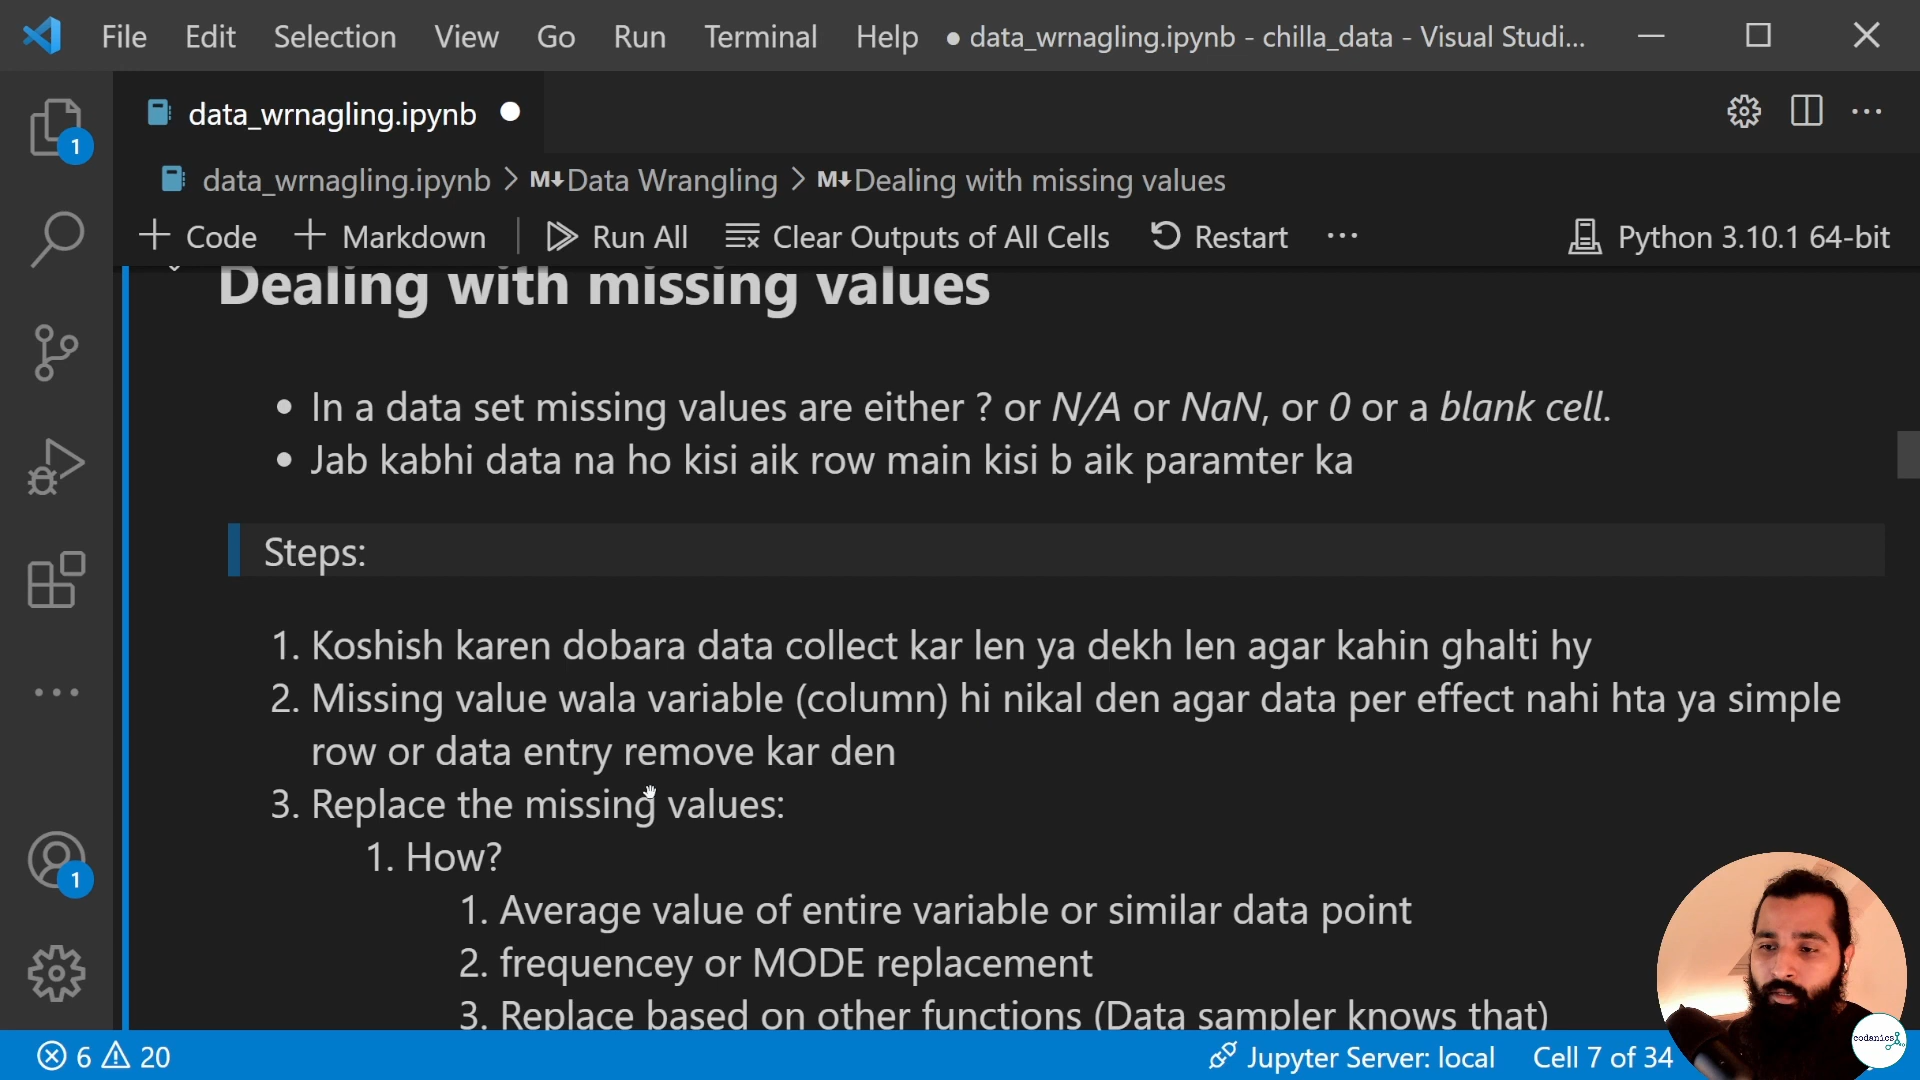 File Edit Selection View Go Run Terminal Help ● data_wrnagling.ipynb - chilla_data - Visual Studi...
data_wrnagling.ipynb
1
data_wrnagling.ipynb > M↓Data Wrangling > M↓Dealing with missing values
+ Code + Markdown Run All Clear Outputs of All Cells Restart ... Python 3.10.1 64-bit
Dealing with missing values
• In a data set missing values are either ? or N/A or NaN, or 0 or a blank cell.
• Jab kabhi data na ho kisi aik row main kisi b aik paramter ka
Steps:
1. Koshish karen dobara data collect kar len ya dekh len agar kahin ghalti hy
2. Missing value wala variable (column) hi nikal den agar data per effect nahi hta ya simple
row or data entry remove kar den
3. Replace the missing values:
1. How?
1. Average value of entire variable or similar data point
2. frequencey or MODE replacement
3. Replace based on other functions (Data sampler knows that)
1
codanics
6 20 Jupyter Server: local Cell 7 of 34